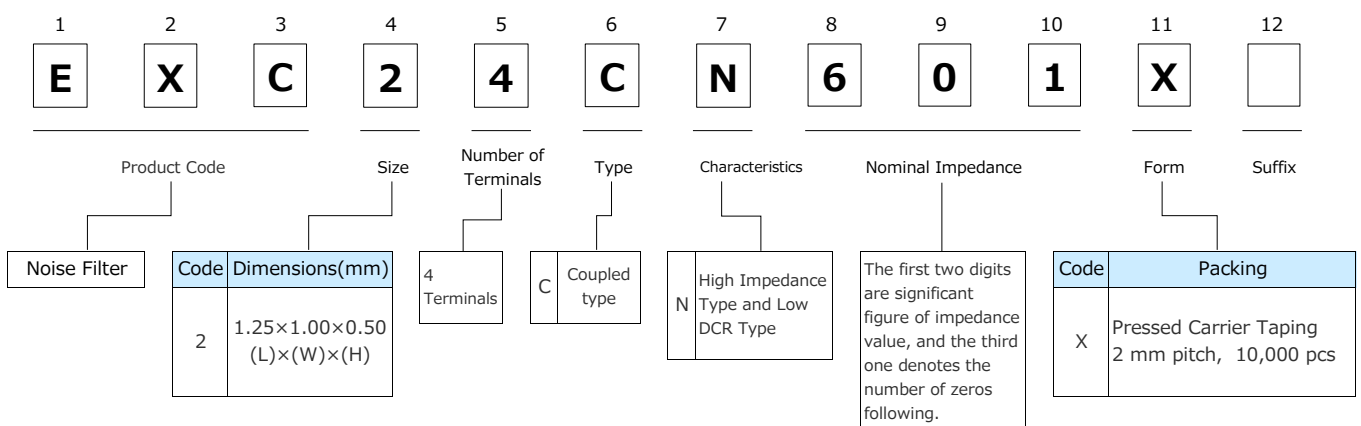 1 2 3 4 5 6 7 8 9 10 11 12
E X C 2 4 C N 6 0 1 X
Product Code
Size
Number of
Terminals
Type
Characteristics
Nominal Impedance
Form
Suffix
Noise Filter
Code Dimensions(mm)
2 1.25×1.00×0.50
(L)×(W)×(H)
4
Terminals
C Coupled
type
N High Impedance
Type and Low
DCR Type
The first two digits
are significant
figure of impedance
value, and the third
one denotes the
number of zeros
following.
Code Packing
X Pressed Carrier Taping
2 mm pitch, 10,000 pcs